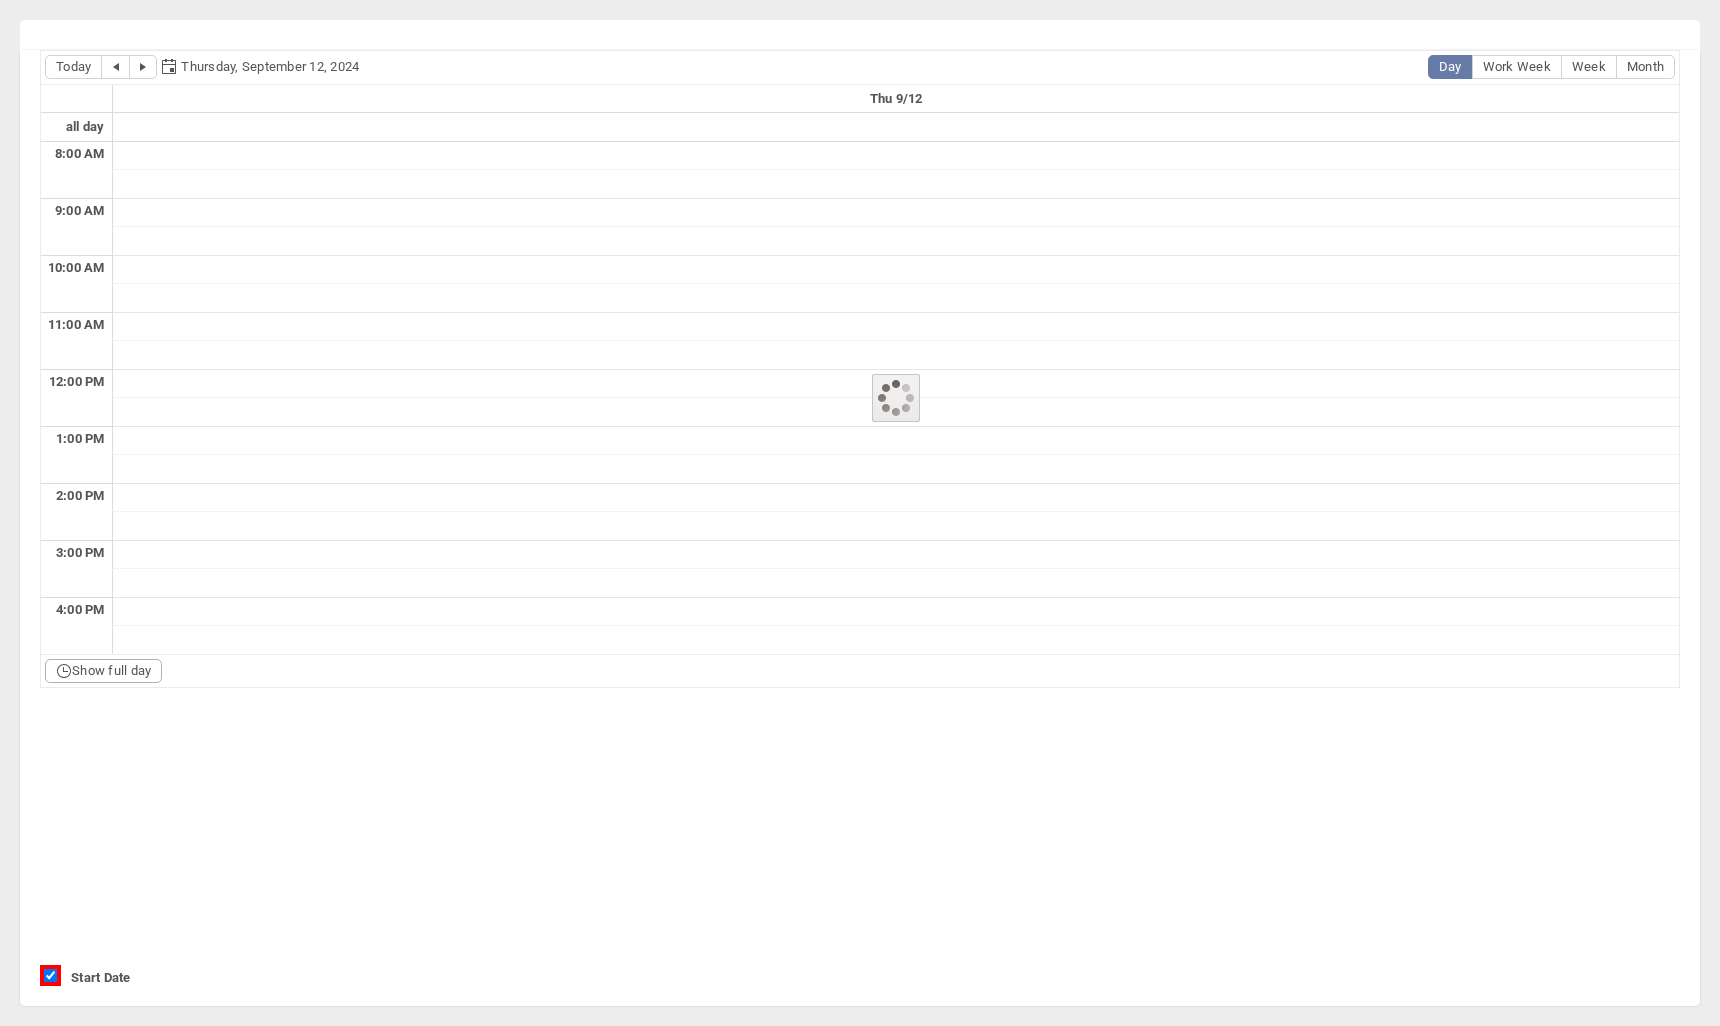 Today Thursday, September 12, 2024 Day Work Week Week Month
Thu 9/12
all day
8:00 AM
9:00 AM
10:00 AM
11:00 AM
12:00 PM
1:00 PM
2:00 PM
3:00 PM
4:00 PM
Show full day
Start Date